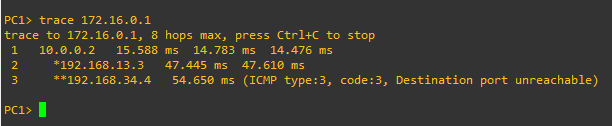 PC1> trace 172.16.0.1
trace to 172.16.0.1, 8 hops max, press Ctrl+C to stop
 1   10.0.0.2   15.588 ms  14.783 ms  14.476 ms
 2     *192.168.13.3   47.445 ms  47.610 ms
 3     **192.168.34.4   54.650 ms (ICMP type:3, code:3, Destination port unreachable)
PC1>